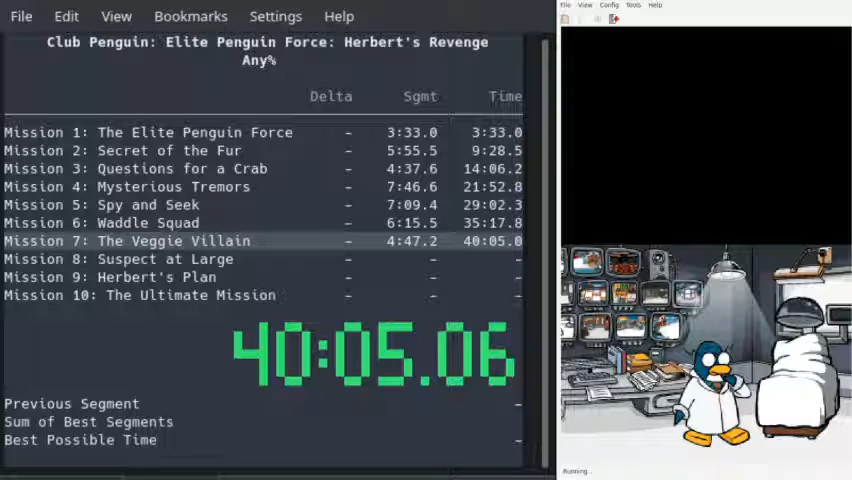 File Edit View Bookmarks Settings Help
File View Config Tools Help
Club Penguin: Elite Penguin Force: Herbert's Revenge
Any%
Delta Sgmt Time
Mission 1: The Elite Penguin Force – 3:33.0 3:33.0
Mission 2: Secret of the Fur – 5:55.5 9:28.5
Mission 3: Questions for a Crab – 4:37.6 14:06.2
Mission 4: Mysterious Tremors – 7:46.6 21:52.8
Mission 5: Spy and Seek – 7:09.4 29:02.3
Mission 6: Waddle Squad – 6:15.5 35:17.8
Mission 7: The Veggie Villain – 4:47.2 40:05.0
Mission 8: Suspect at Large – – –
Mission 9: Herbert's Plan – – –
Mission 10: The Ultimate Mission – – –
40:05.06
Previous Segment –
Sum of Best Segments –
Best Possible Time –
Running...